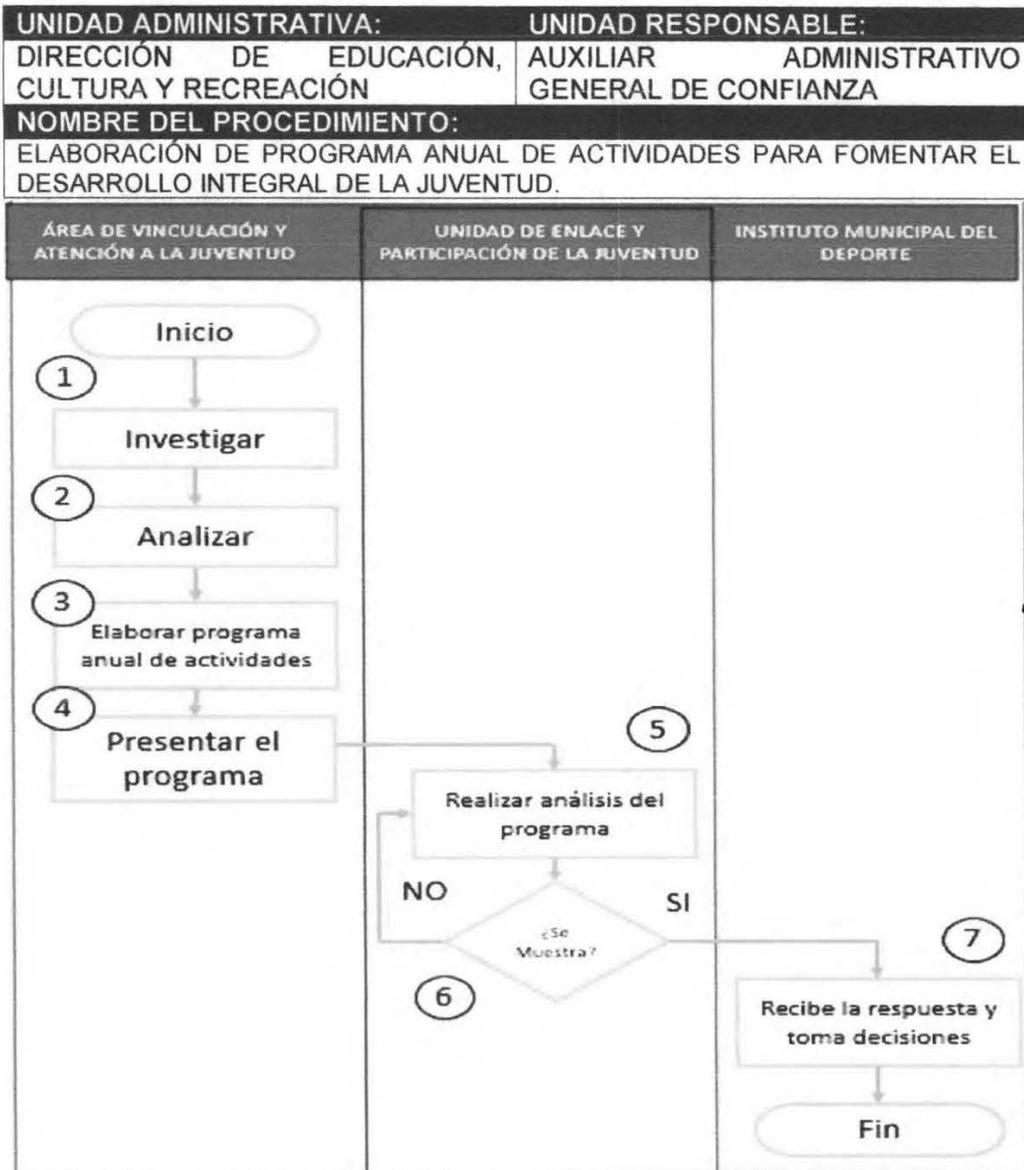 UNIDAD ADMINISTRATIVA:
UNIDAD RESPONSABLE:
DIRECCIÓN DE EDUCACIÓN,
CULTURA Y RECREACIÓN
AUXILIAR ADMINISTRATIVO
GENERAL DE CONFIANZA
NOMBRE DEL PROCEDIMIENTO:
ELABORACIÓN DE PROGRAMA ANUAL DE ACTIVIDADES PARA FOMENTAR EL
DESARROLLO INTEGRAL DE LA JUVENTUD.
ÁREA DE VINCULACIÓN Y
ATENCIÓN A LA JUVENTUD
UNIDAD DE ENLACE Y
PARTICIPACIÓN DE LA JUVENTUD
INSTITUTO MUNICIPAL DEL
DEPORTE
Inicio
1
Investigar
2
Analizar
3
Elaborar programa
anual de actividades
4
Presentar el
programa
5
Realizar análisis del
programa
NO
SI
¿Se
Muestra?
6
7
Recibe la respuesta y
toma decisiones
Fin